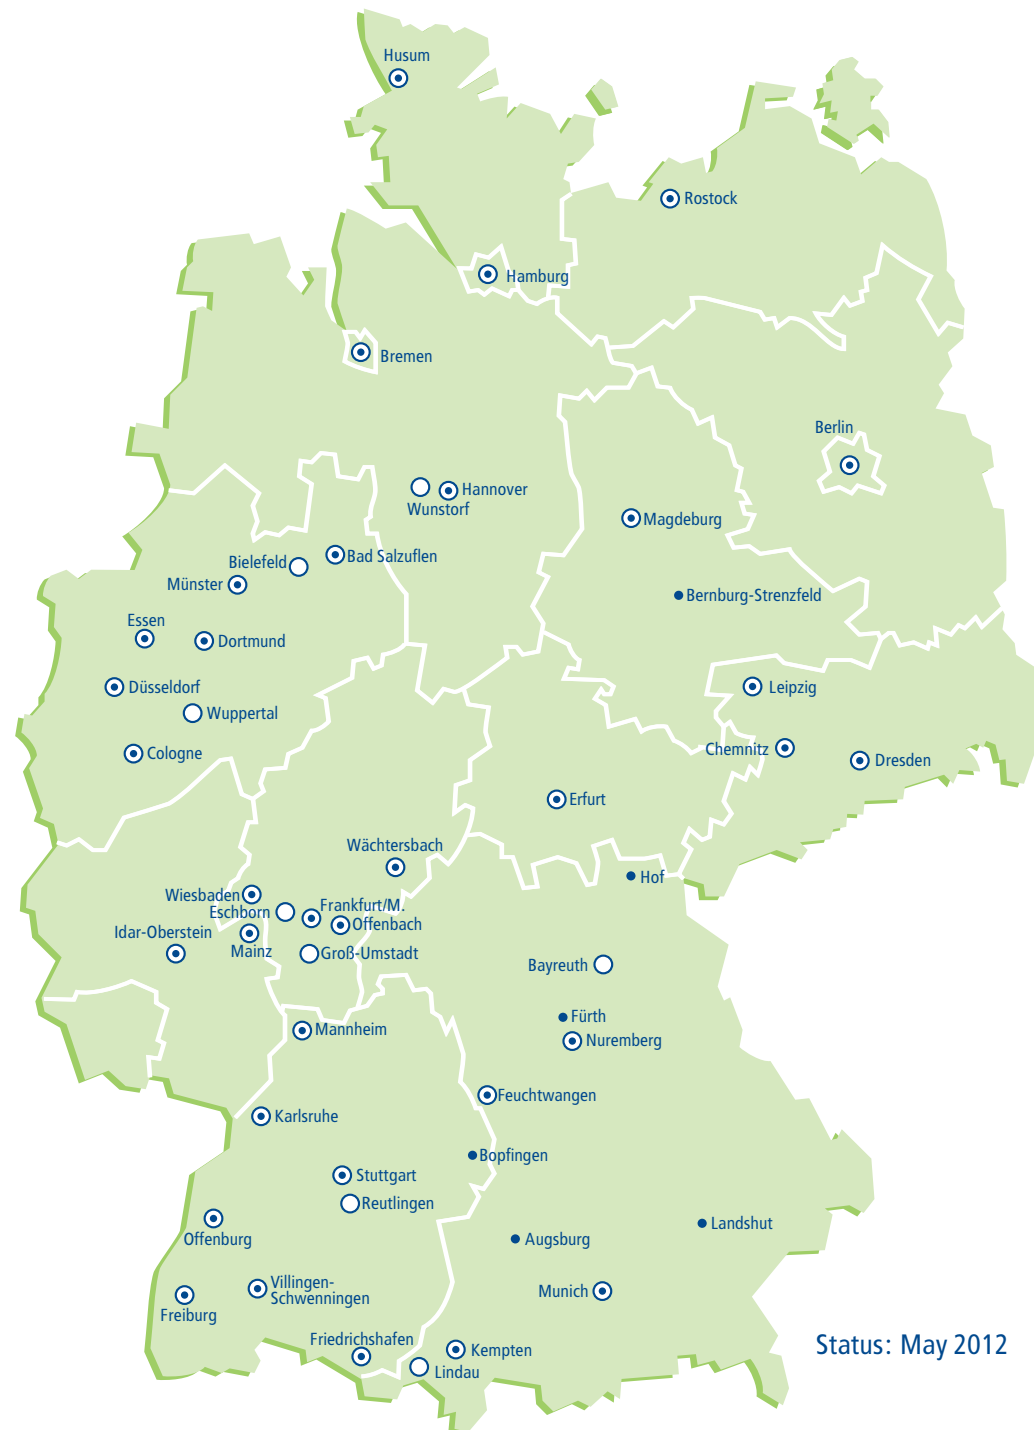 Husum
Rostock
Hamburg
Bremen
Berlin
Hannover
Wunstorf
Magdeburg
Bad Salzuflen
Bielefeld
Münster
Bernburg-Strenzfeld
Essen
Dortmund
Düsseldorf
Leipzig
Wuppertal
Chemnitz
Cologne
Dresden
Erfurt
Wächtersbach
Hof
Wiesbaden
Frankfurt/M.
Eschborn
Offenbach
Idar-Oberstein
Mainz
Groß-Umstadt
Bayreuth
Fürth
Mannheim
Nuremberg
Feuchtwangen
Karlsruhe
Bopfingen
Stuttgart
Reutlingen
Landshut
Offenburg
Augsburg
Villingen-
Schwenningen
Munich
Freiburg
Friedrichshafen
Kempten
Lindau
Status: May 2012